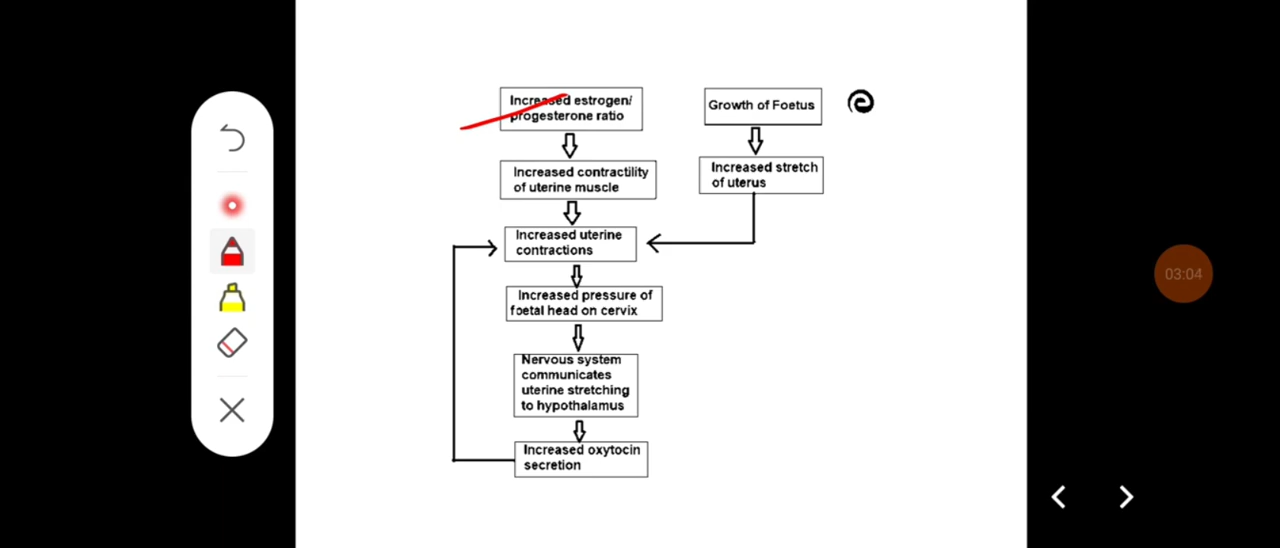 Increased estrogen/
progesterone ratio
Growth of Foetus
Increased contractility
of uterine muscle
Increased stretch
of uterus
Increased uterine
contractions
Increased pressure of
foetal head on cervix
Nervous system
communicates
uterine stretching
to hypothalamus
Increased oxytocin
secretion
03:04